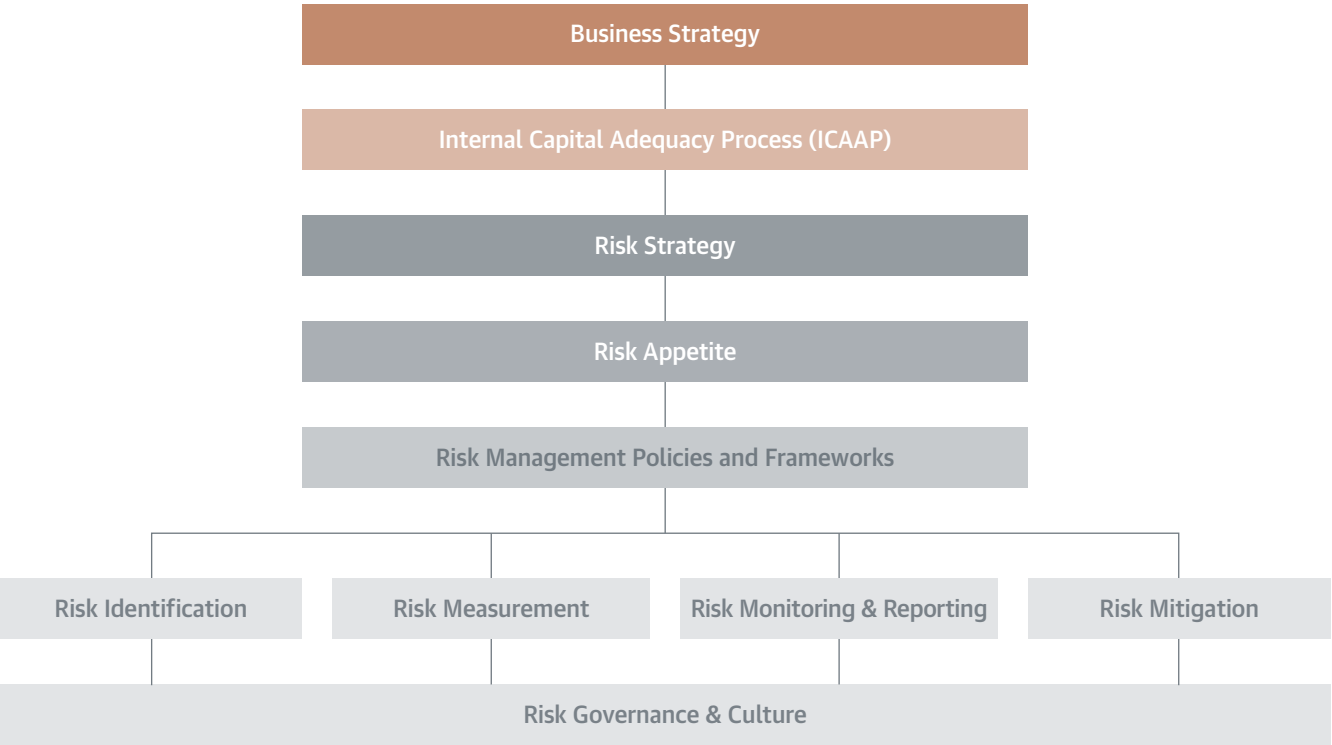 Business Strategy
Internal Capital Adequacy Process (ICAAP)
Risk Strategy
Risk Appetite
Risk Management Policies and Frameworks
Risk Identification
Risk Measurement
Risk Monitoring & Reporting
Risk Mitigation
Risk Governance & Culture